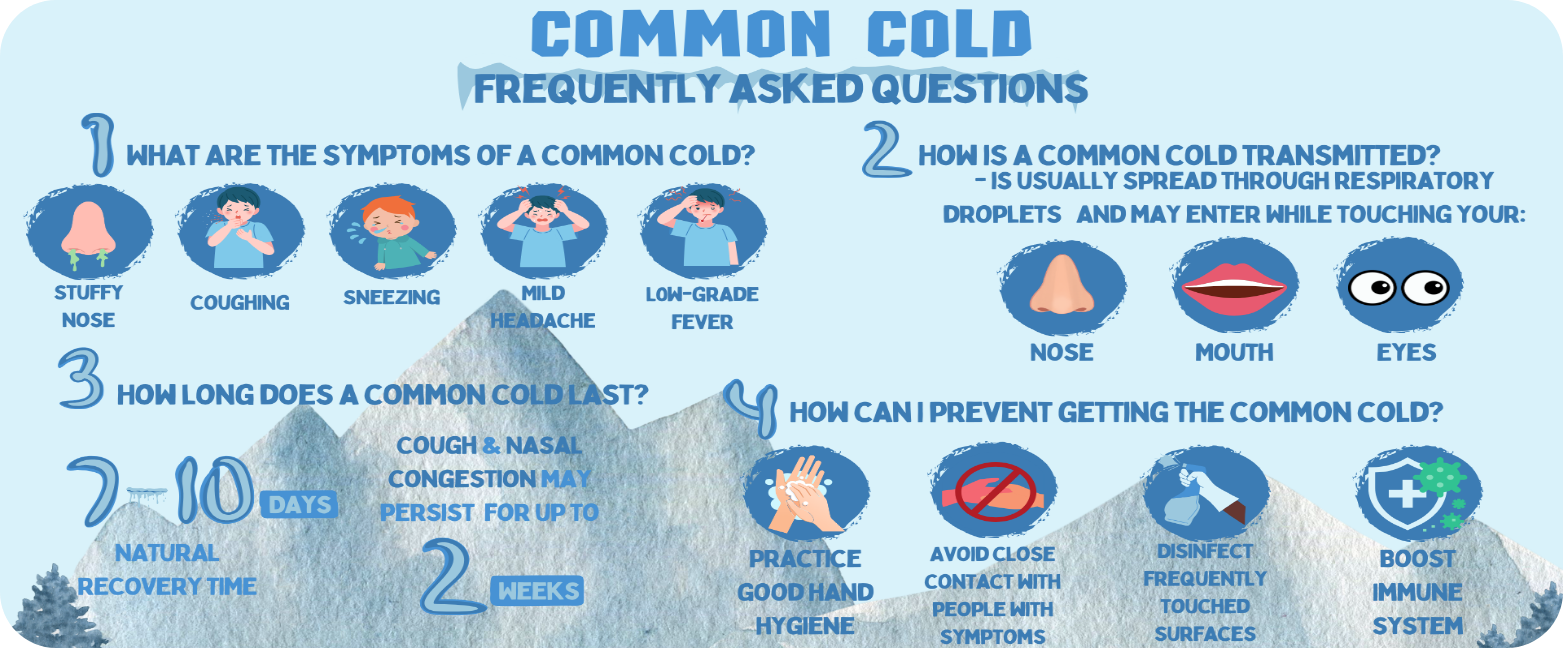 COMMON COLD
FREQUENTLY ASKED QUESTIONS
1 WHAT ARE THE SYMPTOMS OF A COMMON COLD?
STUFFY
NOSE
COUGHING
SNEEZING
MILD
HEADACHE
LOW-GRADE
FEVER
2 HOW IS A COMMON COLD TRANSMITTED?
- IS USUALLY SPREAD THROUGH RESPIRATORY
DROPLETS AND MAY ENTER WHILE TOUCHING YOUR:
NOSE
MOUTH
EYES
3 HOW LONG DOES A COMMON COLD LAST?
7-10 DAYS
NATURAL
RECOVERY TIME
COUGH & NASAL
CONGESTION MAY
PERSIST FOR UP TO
2 WEEKS
4 HOW CAN I PREVENT GETTING THE COMMON COLD?
PRACTICE
GOOD HAND
HYGIENE
AVOID CLOSE
CONTACT WITH
PEOPLE WITH
SYMPTOMS
DISINFECT
FREQUENTLY
TOUCHED
SURFACES
BOOST
IMMUNE
SYSTEM